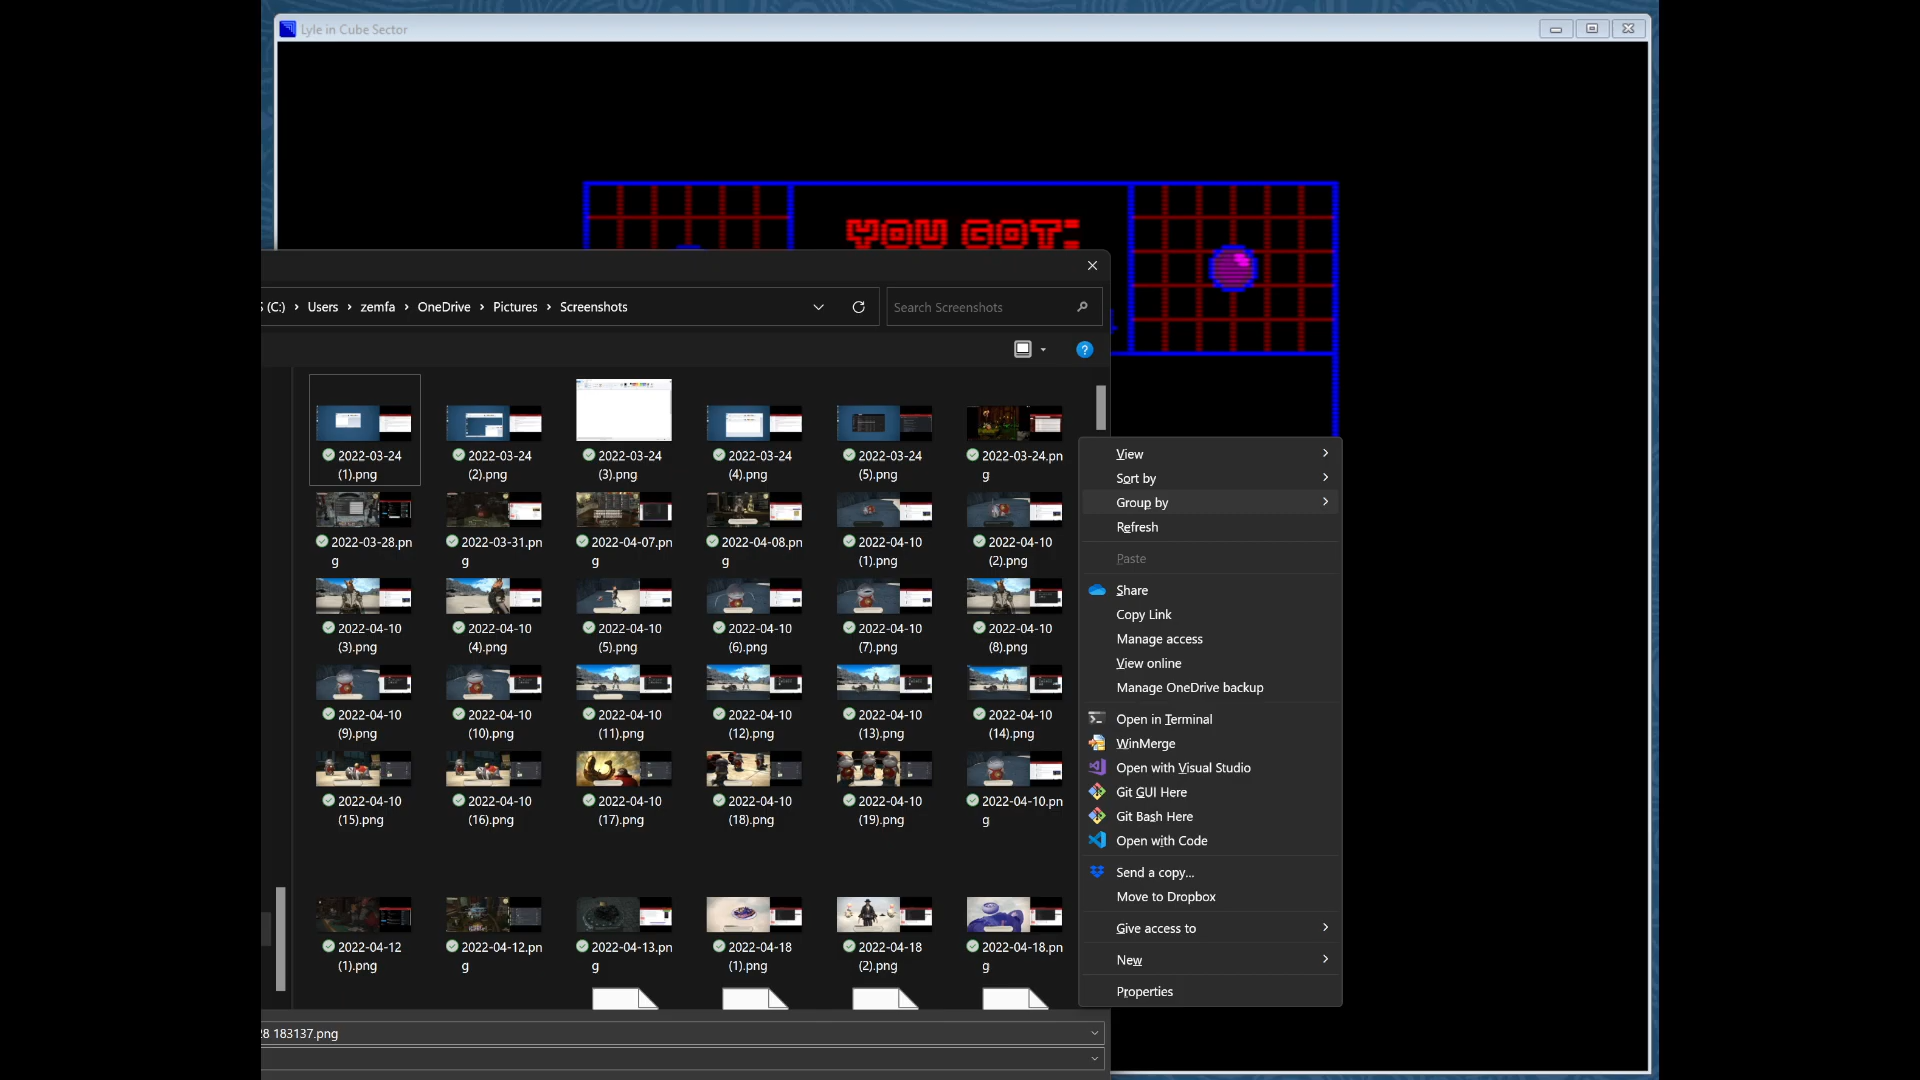 Lyle in Cube Sector
YOU GOT:
(C:) › Users › zemfa › OneDrive › Pictures › Screenshots
Search Screenshots
2022-03-24 (1).png
2022-03-24 (2).png
2022-03-24 (3).png
2022-03-24 (4).png
2022-03-24 (5).png
2022-03-24.png
2022-03-28.png
2022-03-31.png
2022-04-07.png
2022-04-08.png
2022-04-10 (1).png
2022-04-10 (2).png
2022-04-10 (3).png
2022-04-10 (4).png
2022-04-10 (5).png
2022-04-10 (6).png
2022-04-10 (7).png
2022-04-10 (8).png
2022-04-10 (9).png
2022-04-10 (10).png
2022-04-10 (11).png
2022-04-10 (12).png
2022-04-10 (13).png
2022-04-10 (14).png
2022-04-10 (15).png
2022-04-10 (16).png
2022-04-10 (17).png
2022-04-10 (18).png
2022-04-10 (19).png
2022-04-10.png
2022-04-12 (1).png
2022-04-12.png
2022-04-13.png
2022-04-18 (1).png
2022-04-18 (2).png
2022-04-18.png
28 183137.png
View
Sort by
Group by
Refresh
Paste
Share
Copy Link
Manage access
View online
Manage OneDrive backup
Open in Terminal
WinMerge
Open with Visual Studio
Git GUI Here
Git Bash Here
Open with Code
Send a copy...
Move to Dropbox
Give access to
New
Properties